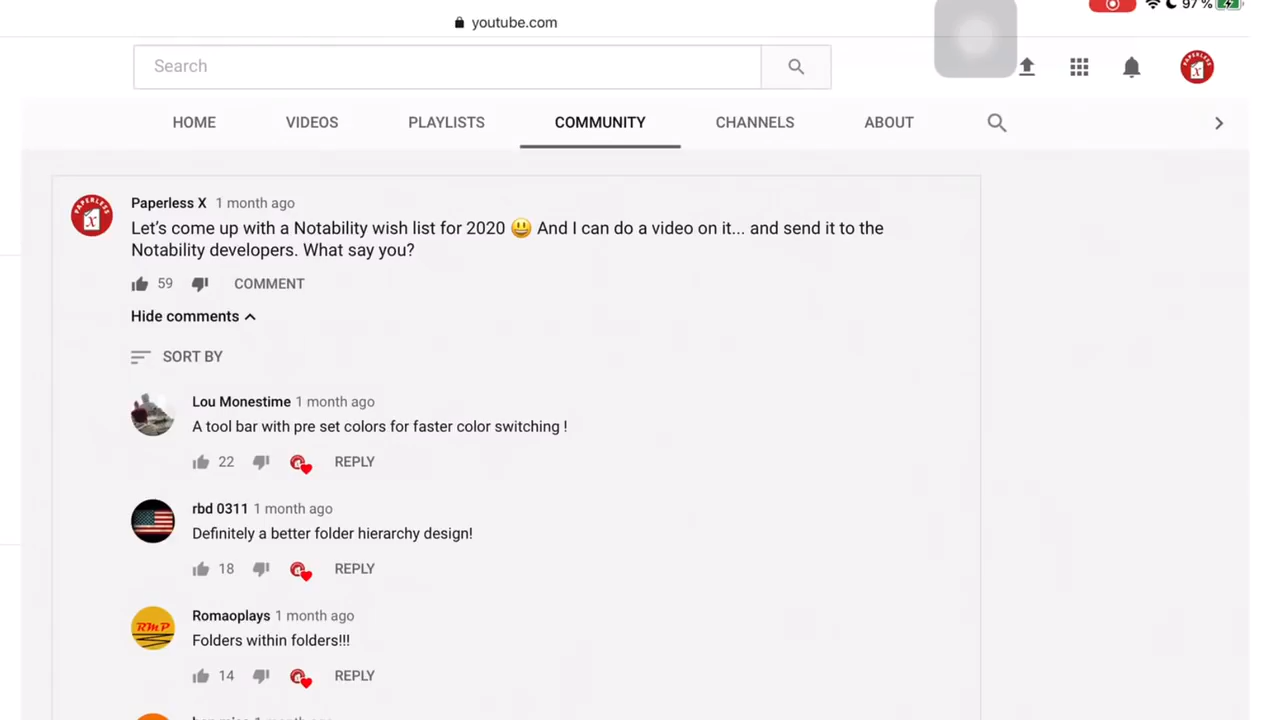 97 %
youtube.com
Search
HOME VIDEOS PLAYLISTS COMMUNITY CHANNELS ABOUT
PAPERLESS X
Paperless X 1 month ago
Let’s come up with a Notability wish list for 2020 😃 And I can do a video on it... and send it to the
Notability developers. What say you?
59 COMMENT
Hide comments
SORT BY
Lou Monestime 1 month ago
A tool bar with pre set colors for faster color switching !
22 REPLY
rbd 0311 1 month ago
Definitely a better folder hierarchy design!
18 REPLY
RMP
Romaoplays 1 month ago
Folders within folders!!!
14 REPLY